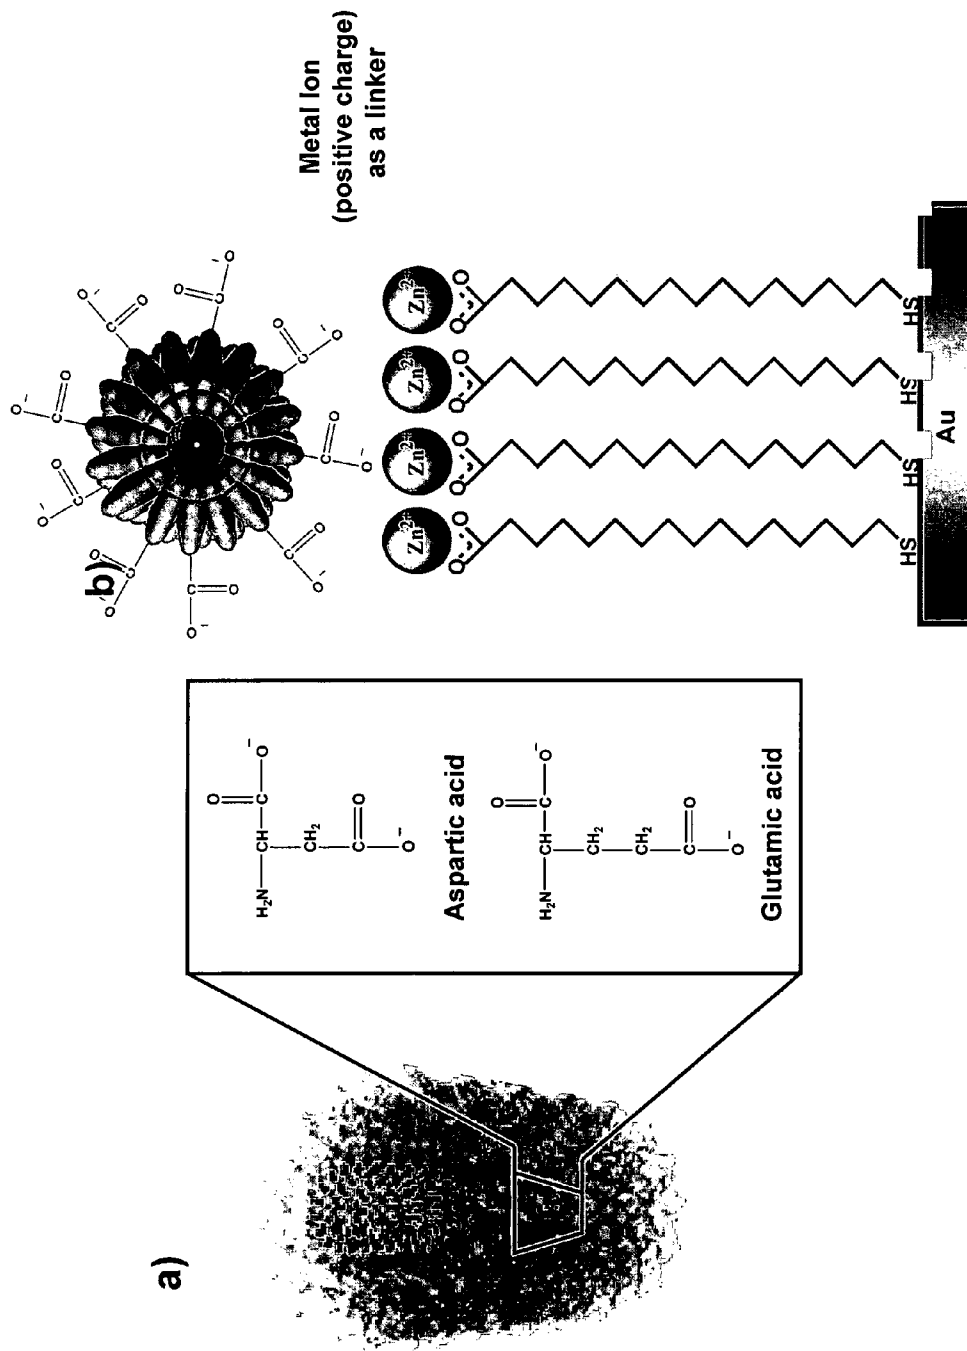 a)
O
H₂N CH C O⁻
CH₂
C O
O⁻
Aspartic acid
O
H₂N CH C O⁻
CH₂
CH₂
C O
O⁻
Glutamic acid
b)
O C O⁻
O C O⁻
O C O⁻
O C O⁻
O C O⁻
O C O⁻
O C O⁻
O C O⁻
O C O⁻
Metal Ion
(positive charge)
as a linker
Zn²⁺ Zn²⁺ Zn²⁺ Zn²⁺
O O O O O O O O
HS HS HS HS
Au